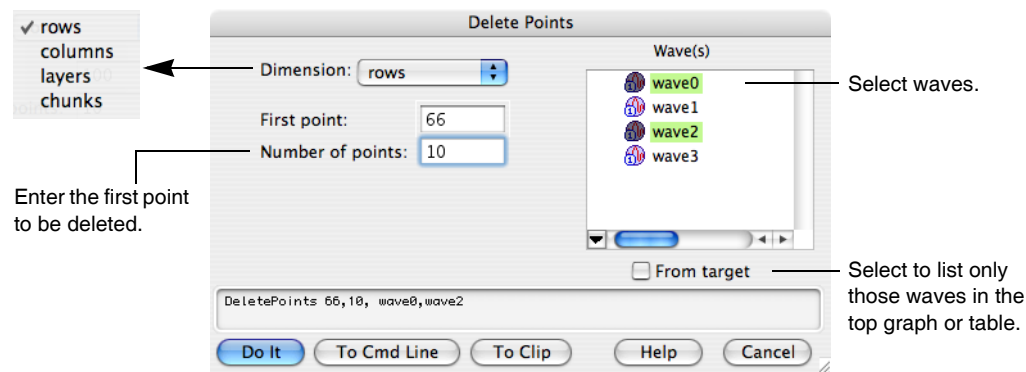 Delete Points
✓ rows
columns
layers
chunks
Dimension: rows
First point: 66
Number of points: 10
Enter the first point
to be deleted.
Wave(s)
wave0
wave1
wave2
wave3
Select waves.
From target
Select to list only
those waves in the
top graph or table.
DeletePoints 66,10, wave0,wave2
Do It
To Cmd Line
To Clip
Help
Cancel